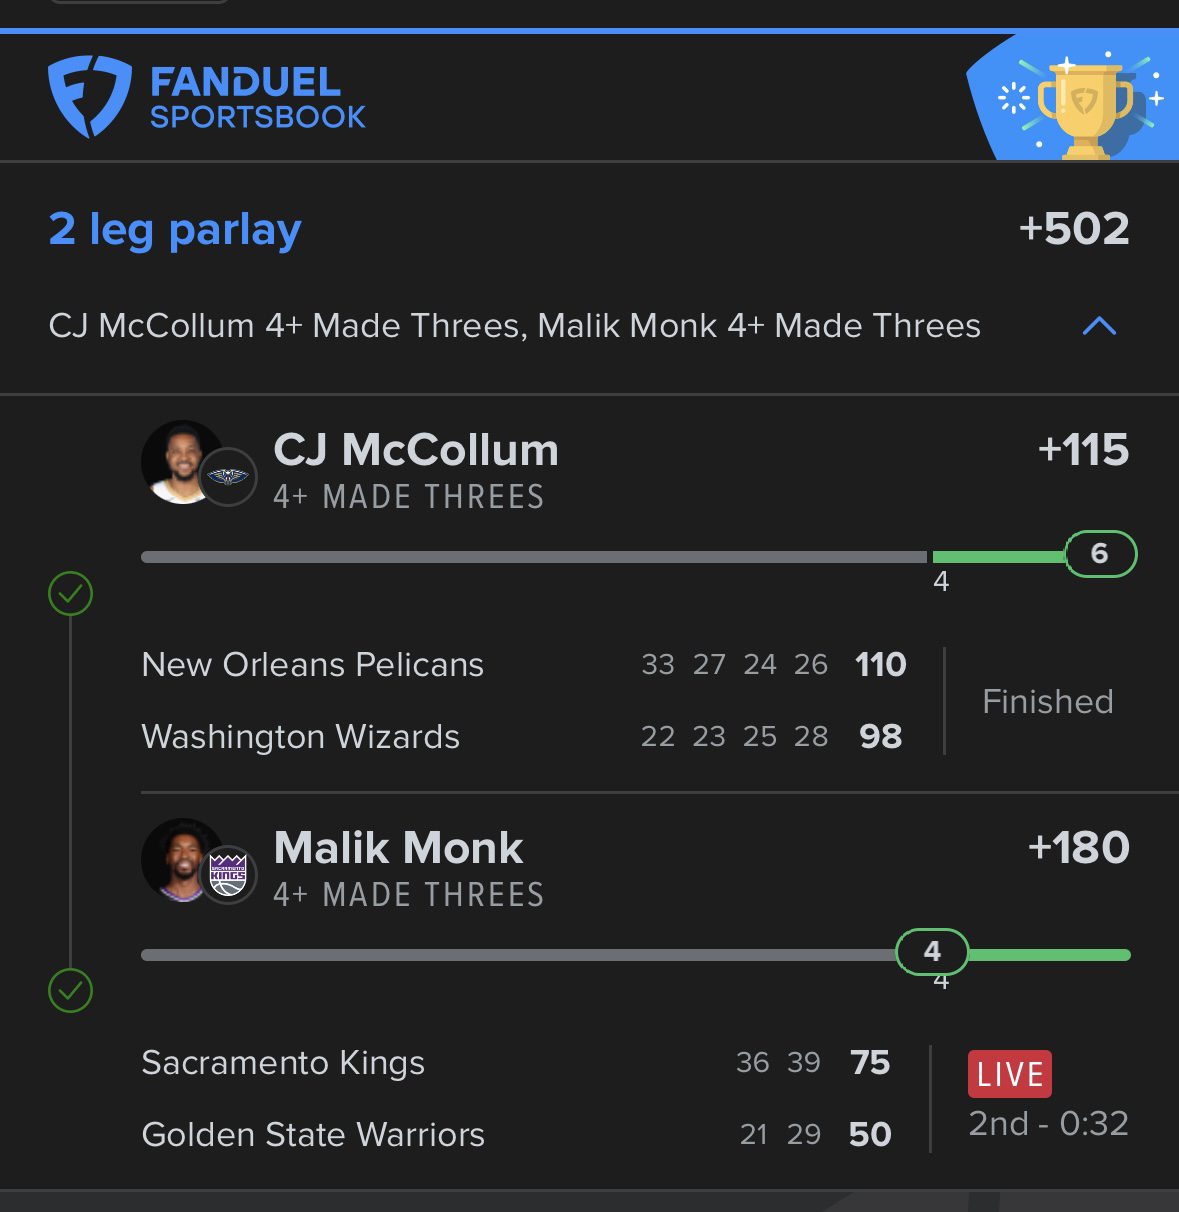 FANDUEL
SPORTSBOOK
2 leg parlay +502
CJ McCollum 4+ Made Threes, Malik Monk 4+ Made Threes
CJ McCollum +115
4+ MADE THREES
6
4
New Orleans Pelicans 33 27 24 26 110
Finished
Washington Wizards 22 23 25 28 98
Malik Monk +180
SACRAMENTO
KINGS
4+ MADE THREES
4
4
Sacramento Kings 36 39 75 LIVE
Golden State Warriors 21 29 50 2nd - 0:32